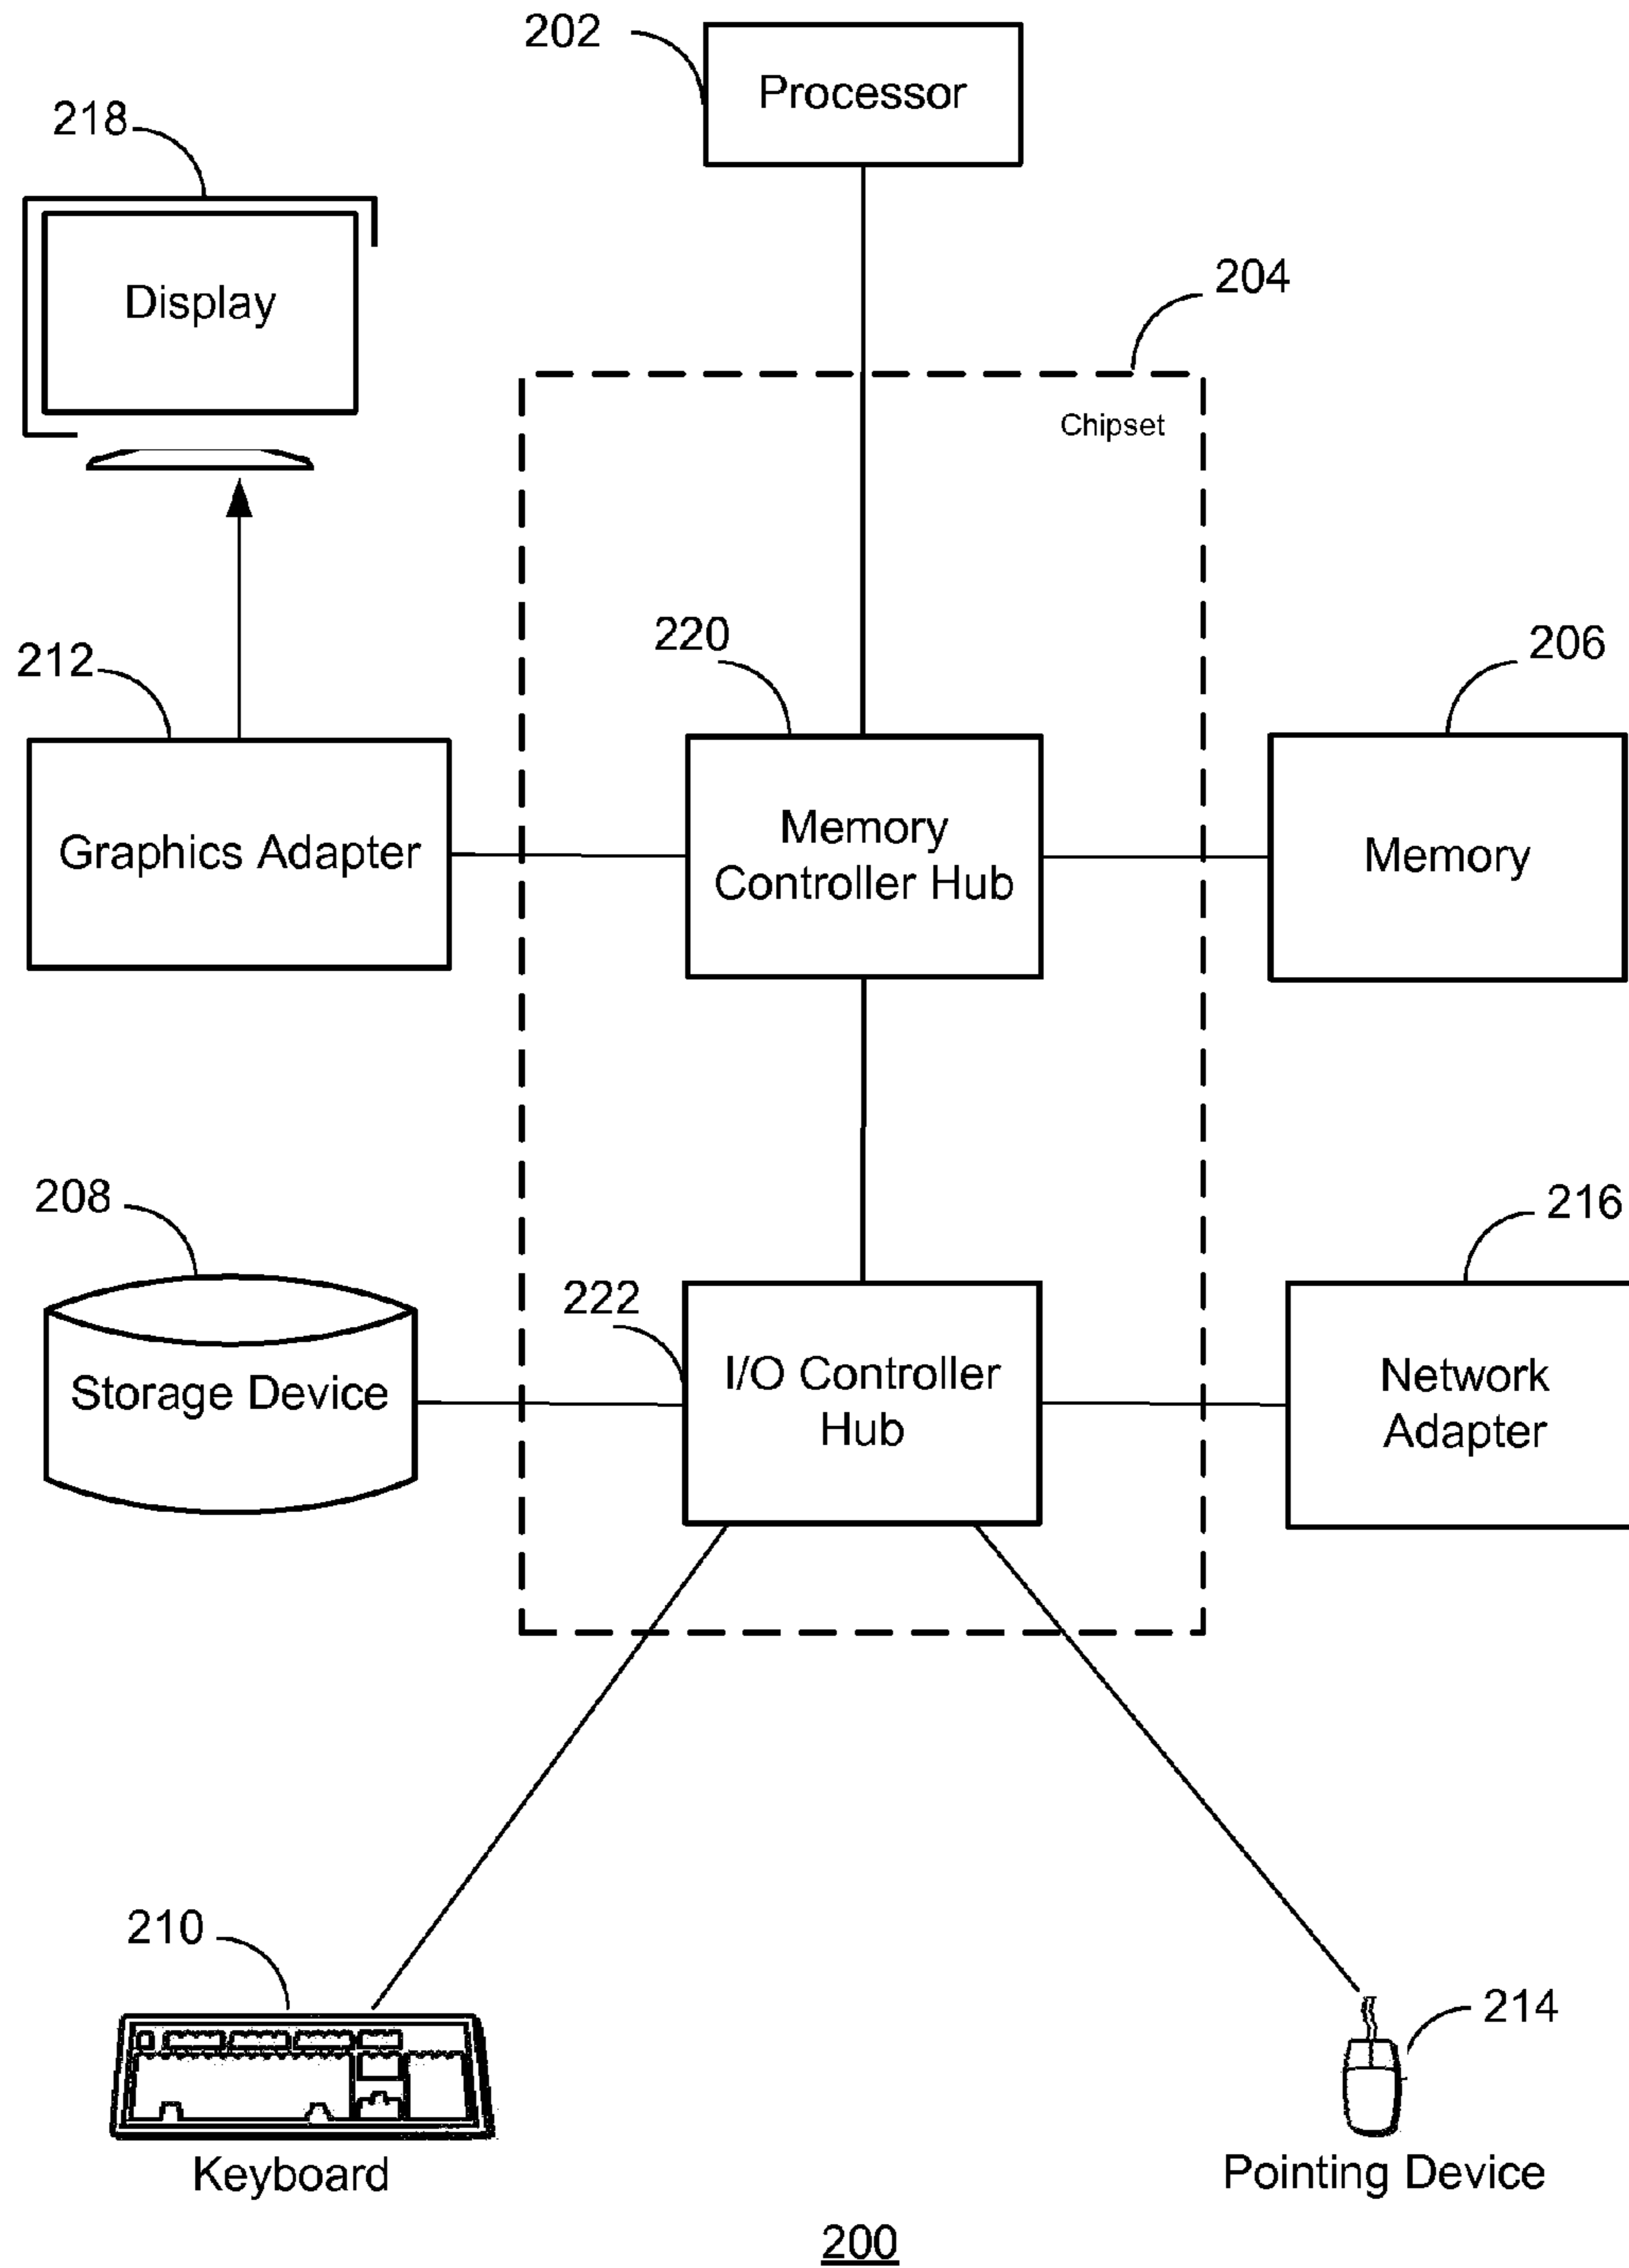 202
Processor
218
Display
204
Chipset
212
Graphics Adapter
220
Memory
Controller Hub
206
Memory
208
Storage Device
222
I/O Controller
Hub
216
Network
Adapter
210
Keyboard
214
Pointing Device
200